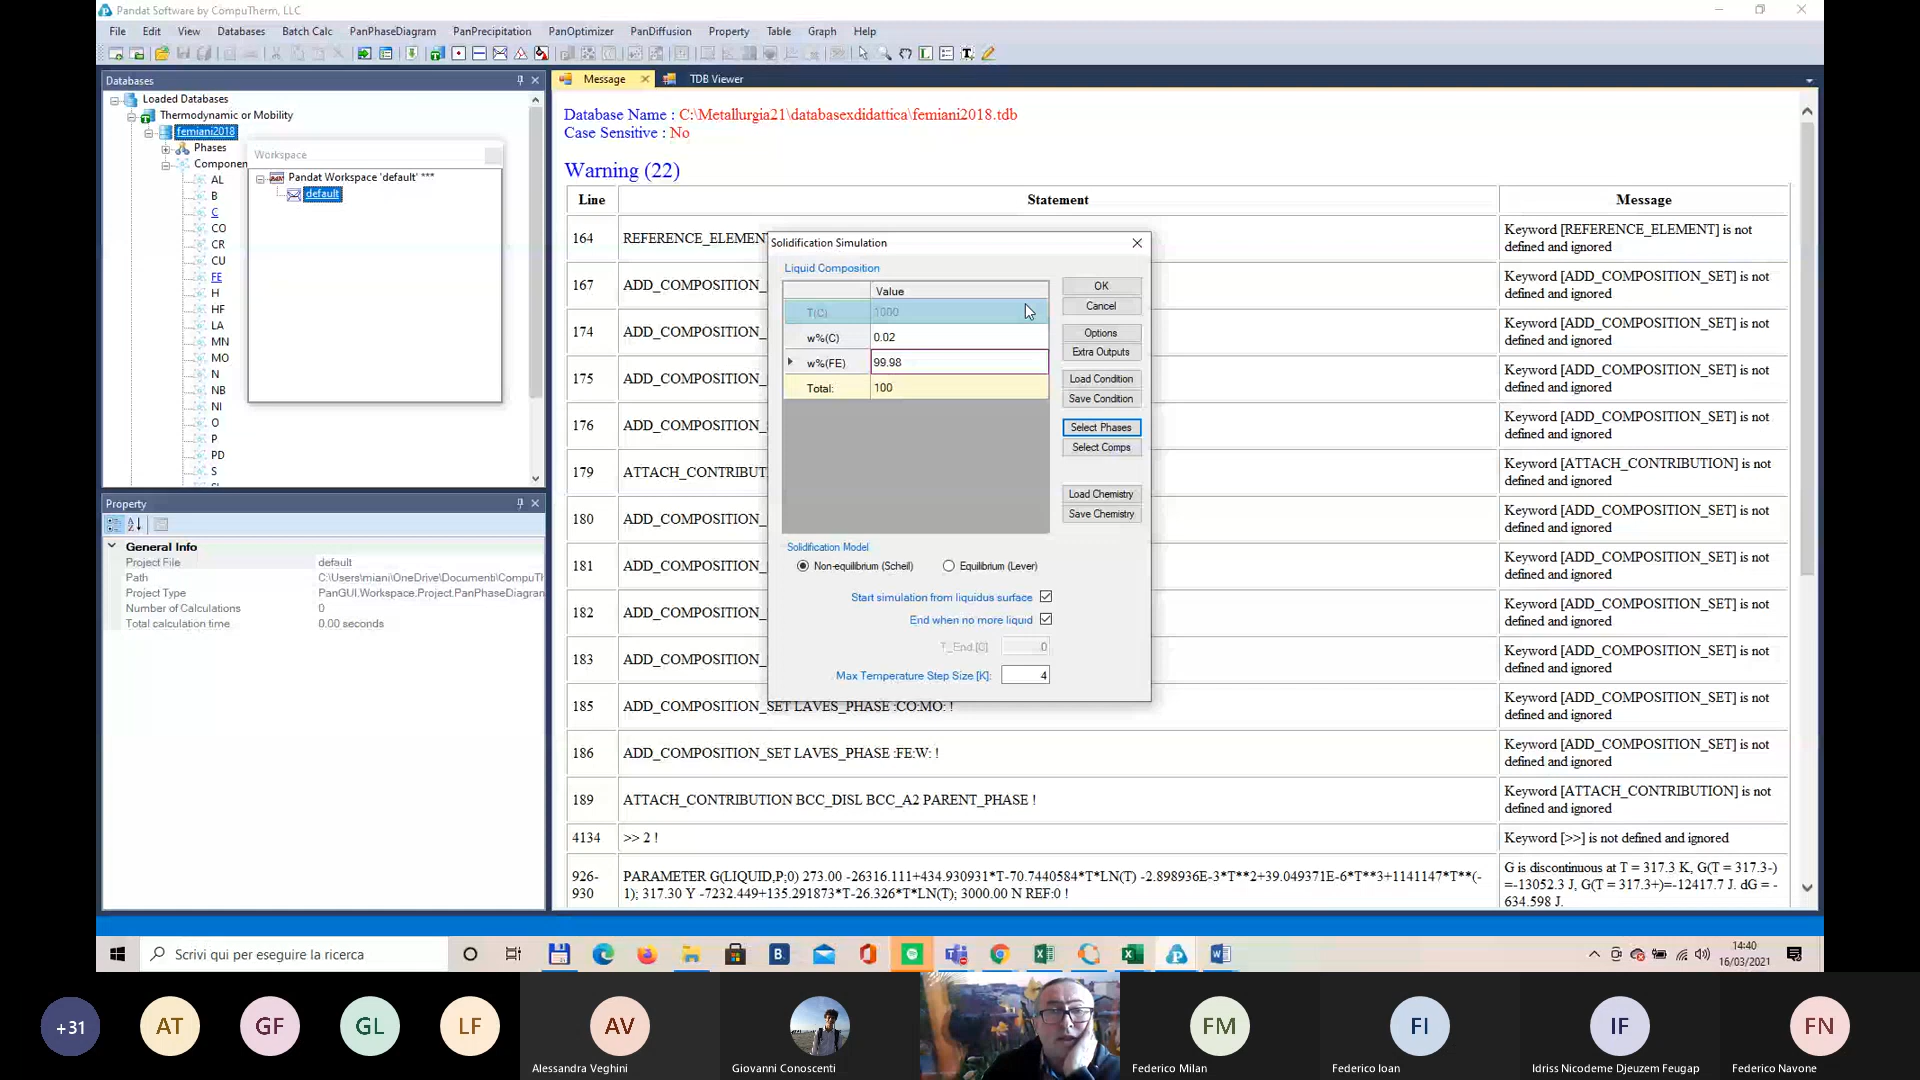 Pandat Software by CompuTherm, LLC
File Edit View Databases Batch Calc PanPhaseDiagram PanPrecipitation PanOptimizer PanDiffusion Property Table Graph Help
Databases
Loaded Databases
Thermodynamic or Mobility
femiani2018
Phases
Componen
AL
B
C
CO
CR
CU
FE
H
HF
LA
MN
MO
N
NB
NI
O
P
PD
S
Workspace
Pandat Workspace 'default' ***
default
Property
General Info
Project File default
Path C:\Users\miani\OneDrive\Documenti\CompuTh
Project Type PanGUI.Workspace.Project.PanPhaseDiagran
Number of Calculations 0
Total calculation time 0.00 seconds
Message TDB Viewer
Database Name : C:\Metallurgia21\databasexdidattica\femiani2018.tdb
Case Sensitive : No
Warning (22)
Line Statement Message
164 REFERENCE_ELEMENT Keyword [REFERENCE_ELEMENT] is not defined and ignored
167 ADD_COMPOSITION_ Keyword [ADD_COMPOSITION_SET] is not defined and ignored
174 ADD_COMPOSITION_ Keyword [ADD_COMPOSITION_SET] is not defined and ignored
175 ADD_COMPOSITION_ Keyword [ADD_COMPOSITION_SET] is not defined and ignored
176 ADD_COMPOSITION_ Keyword [ADD_COMPOSITION_SET] is not defined and ignored
179 ATTACH_CONTRIBUT Keyword [ATTACH_CONTRIBUTION] is not defined and ignored
180 ADD_COMPOSITION_ Keyword [ADD_COMPOSITION_SET] is not defined and ignored
181 ADD_COMPOSITION_ Keyword [ADD_COMPOSITION_SET] is not defined and ignored
182 ADD_COMPOSITION_ Keyword [ADD_COMPOSITION_SET] is not defined and ignored
183 ADD_COMPOSITION_ Keyword [ADD_COMPOSITION_SET] is not defined and ignored
185 ADD_COMPOSITION_SET LAVES_PHASE :CO:MO: ! Keyword [ADD_COMPOSITION_SET] is not defined and ignored
186 ADD_COMPOSITION_SET LAVES_PHASE :FE:W: ! Keyword [ADD_COMPOSITION_SET] is not defined and ignored
189 ATTACH_CONTRIBUTION BCC_DISL BCC_A2 PARENT_PHASE ! Keyword [ATTACH_CONTRIBUTION] is not defined and ignored
4134 >> 2 ! Keyword [>>] is not defined and ignored
926-930 PARAMETER G(LIQUID,P;0) 273.00 -26316.111+434.930931*T-70.7440584*T*LN(T) -2.898936E-3*T**2+39.049371E-6*T**3+1141147*T**(-1); 317.30 Y -7232.449+135.291873*T-26.326*T*LN(T); 3000.00 N REF:0 ! G is discontinuous at T = 317.3 K, G(T = 317.3-) =-13052.3 J, G(T = 317.3+)=-12417.7 J. dG = -634.598 J.
Solidification Simulation
Liquid Composition
Value
T(C) 1000
w%(C) 0.02
w%(FE) 99.98
Total: 100
OK
Cancel
Options
Extra Outputs
Load Condition
Save Condition
Select Phases
Select Comps
Load Chemistry
Save Chemistry
Solidification Model
Non-equilibrium (Scheil) Equilibrium (Lever)
Start simulation from liquidus surface
End when no more liquid
T_End.[C] 0
Max Temperature Step Size [K]: 4
Scrivi qui per eseguire la ricerca
14:40
16/03/2021
+31
AT
GF
GL
LF
AV
Alessandra Veghini
Giovanni Conoscenti
FM
Federico Milan
FI
Federico Ioan
IF
Idriss Nicodeme Djeuzem Feugap
FN
Federico Navone